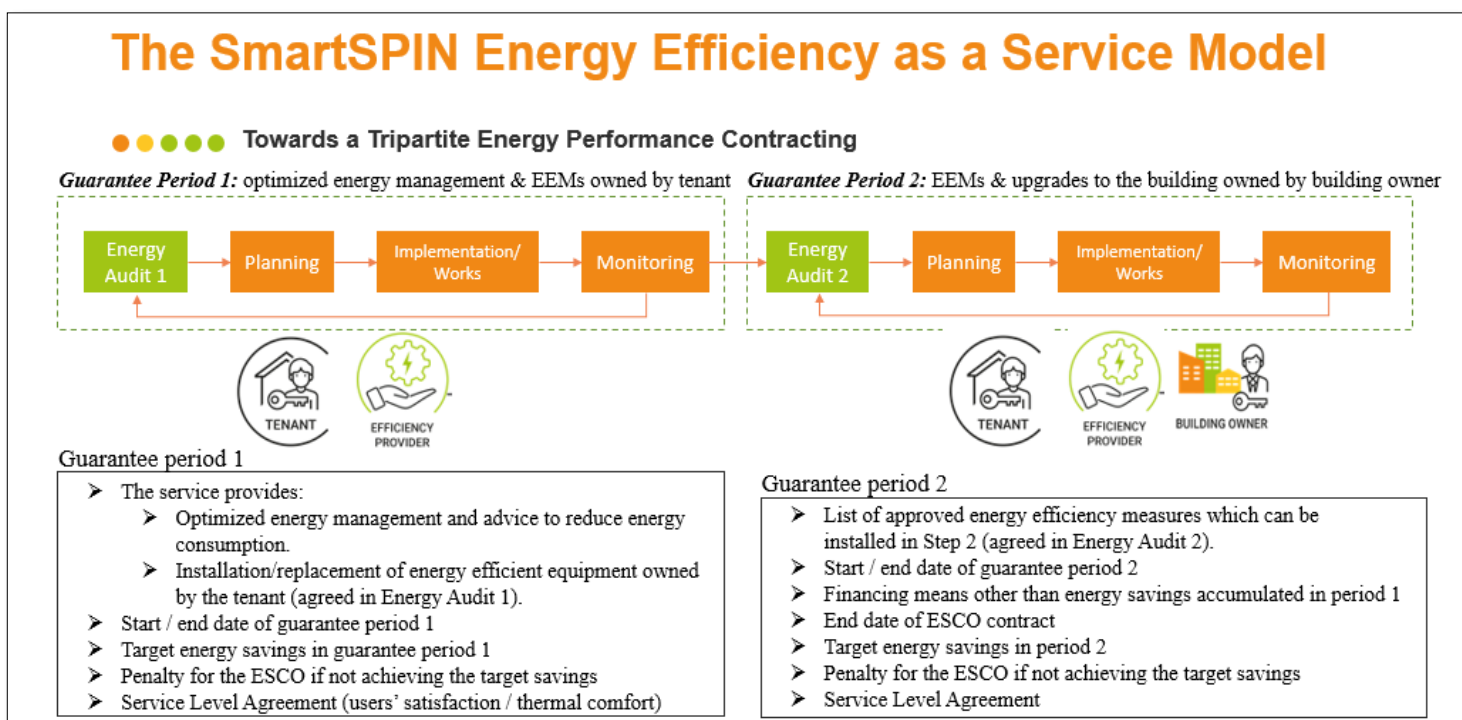 The SmartSPIN Energy Efficiency as a Service Model
Towards a Tripartite Energy Performance Contracting
Guarantee Period 1: optimized energy management & EEMs owned by tenant
Guarantee Period 2: EEMs & upgrades to the building owned by building owner
Energy
Audit 1
Planning
Implementation/
Works
Monitoring
Energy
Audit 2
Planning
Implementation/
Works
Monitoring
TENANT
EFFICIENCY
PROVIDER
TENANT
EFFICIENCY
PROVIDER
BUILDING OWNER
Guarantee period 1
➤ The service provides:
➤ Optimized energy management and advice to reduce energy
consumption.
➤ Installation/replacement of energy efficient equipment owned
by the tenant (agreed in Energy Audit 1).
➤ Start / end date of guarantee period 1
➤ Target energy savings in guarantee period 1
➤ Penalty for the ESCO if not achieving the target savings
➤ Service Level Agreement (users' satisfaction / thermal comfort)
Guarantee period 2
➤ List of approved energy efficiency measures which can be
installed in Step 2 (agreed in Energy Audit 2).
➤ Start / end date of guarantee period 2
➤ Financing means other than energy savings accumulated in period 1
➤ End date of ESCO contract
➤ Target energy savings in period 2
➤ Penalty for the ESCO if not achieving the target savings
➤ Service Level Agreement